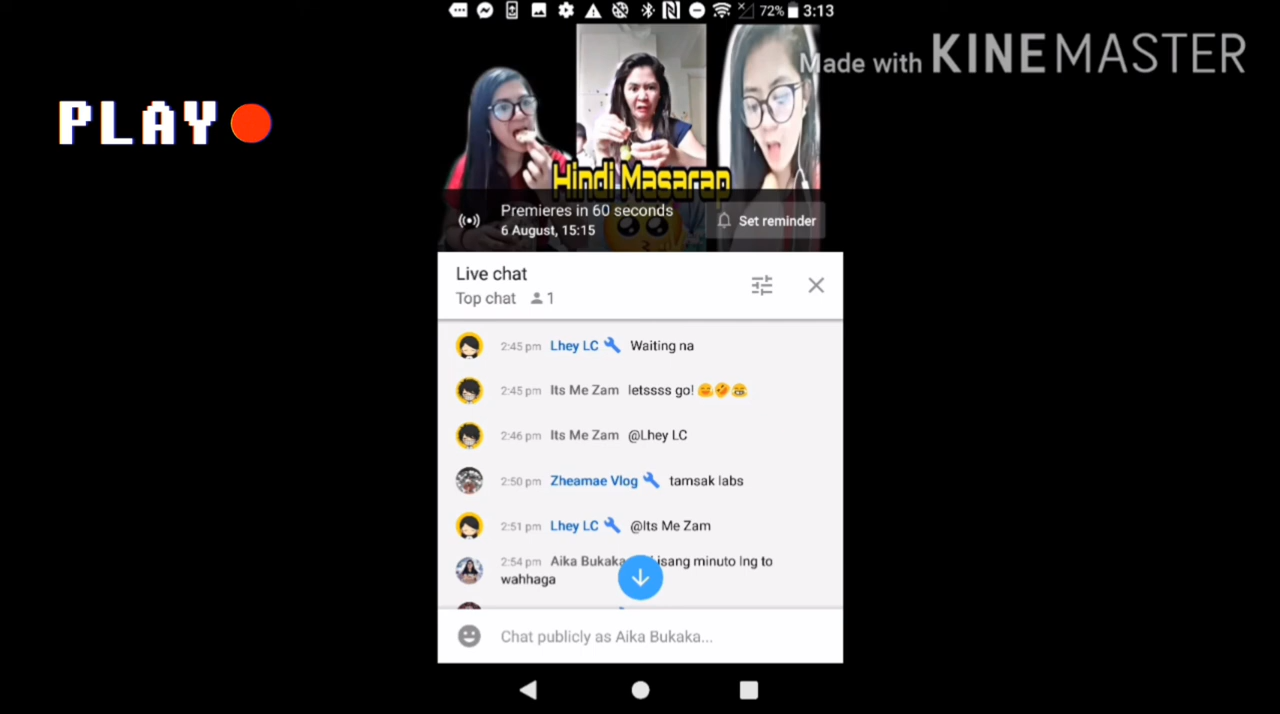 72% 3:13
Made with KINEMASTER
PLAY
Hindi Masarap
Premieres in 60 seconds
6 August, 15:15
Set reminder
Live chat
Top chat 1
2:45 pm Lhey LC Waiting na
2:45 pm Its Me Zam letssss go! 🤗🤣😂
2:46 pm Its Me Zam @Lhey LC
2:50 pm Zheamae Vlog tamsak labs
2:51 pm Lhey LC @Its Me Zam
2:54 pm Aika Bukaka isang minuto lng to
wahhaga
Chat publicly as Aika Bukaka...